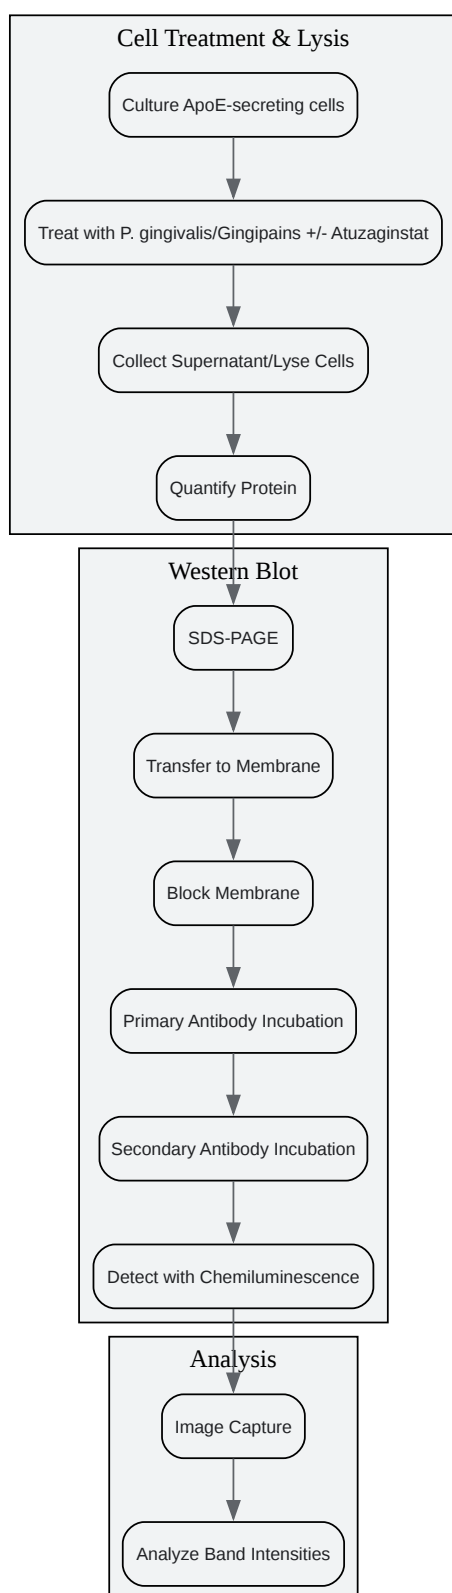 Cell Treatment & Lysis
Culture ApoE-secreting cells
Treat with P. gingivalis/Gingipains +/- Atuzaginstat
Collect Supernatant/Lyse Cells
Quantify Protein
Western Blot
SDS-PAGE
Transfer to Membrane
Block Membrane
Primary Antibody Incubation
Secondary Antibody Incubation
Detect with Chemiluminescence
Analysis
Image Capture
Analyze Band Intensities